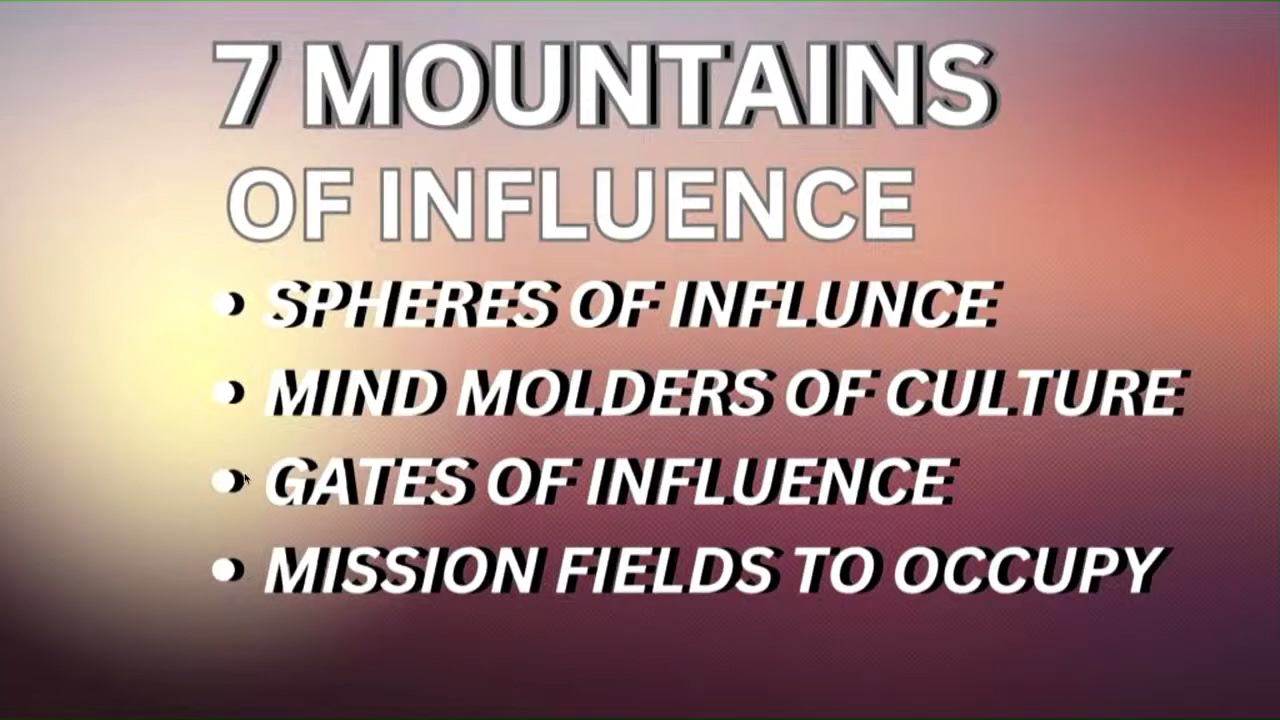 7 MOUNTAINS
OF INFLUENCE
• SPHERES OF INFLUNCE
• MIND MOLDERS OF CULTURE
• GATES OF INFLUENCE
• MISSION FIELDS TO OCCUPY